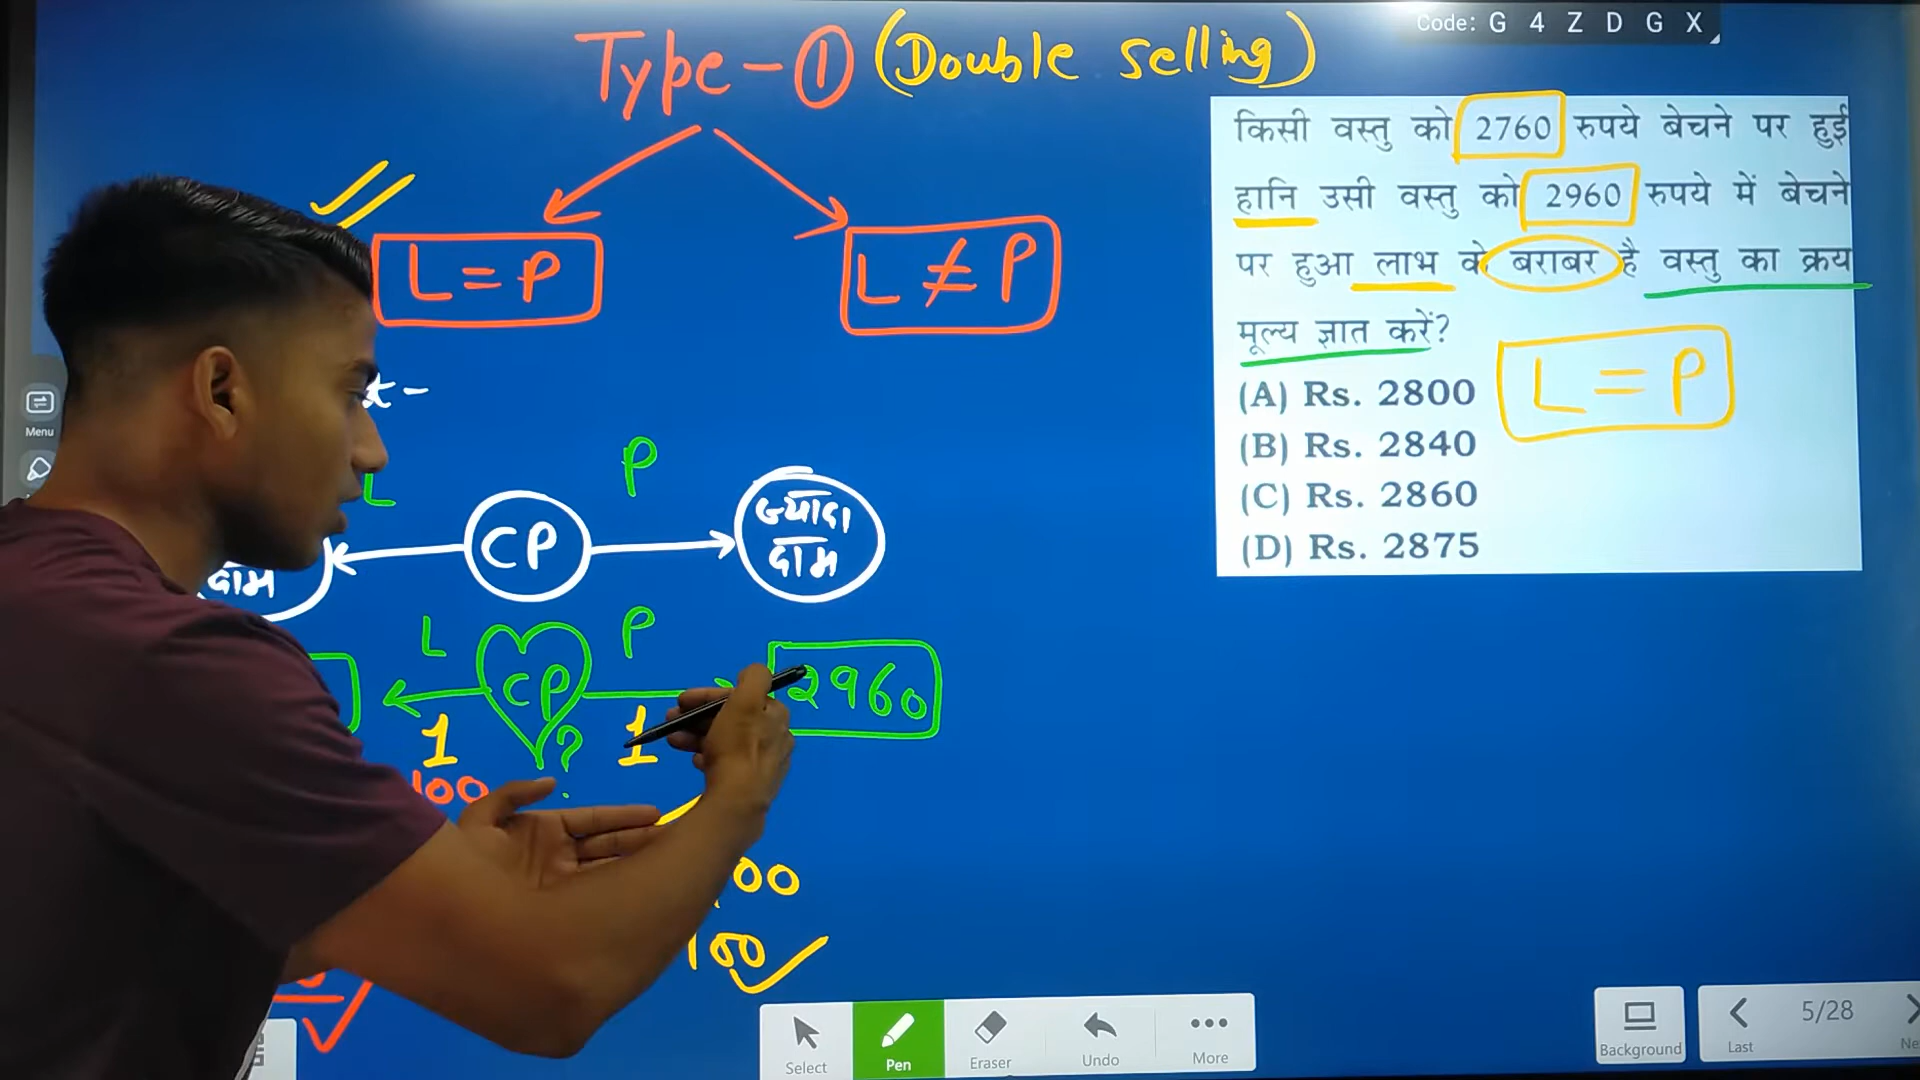 Code: G 4 Z D G X
Type-① (Double selling)
किसी वस्तु को 2760 रुपये बेचने पर हुई
हानि उसी वस्तु को 2960 रुपये में बेचने
पर हुआ लाभ के बराबर है वस्तु का क्रय
मूल्य ज्ञात करें?
(A) Rs. 2800
(B) Rs. 2840
(C) Rs. 2860
(D) Rs. 2875
L = P
L = P
L ≠ P
L
P
दाम
CP
ज्यादा
दाम
L
P
CP
?
2960
1
1
100
100
Menu
Select
Pen
Eraser
Undo
More
Background
Last
5/28